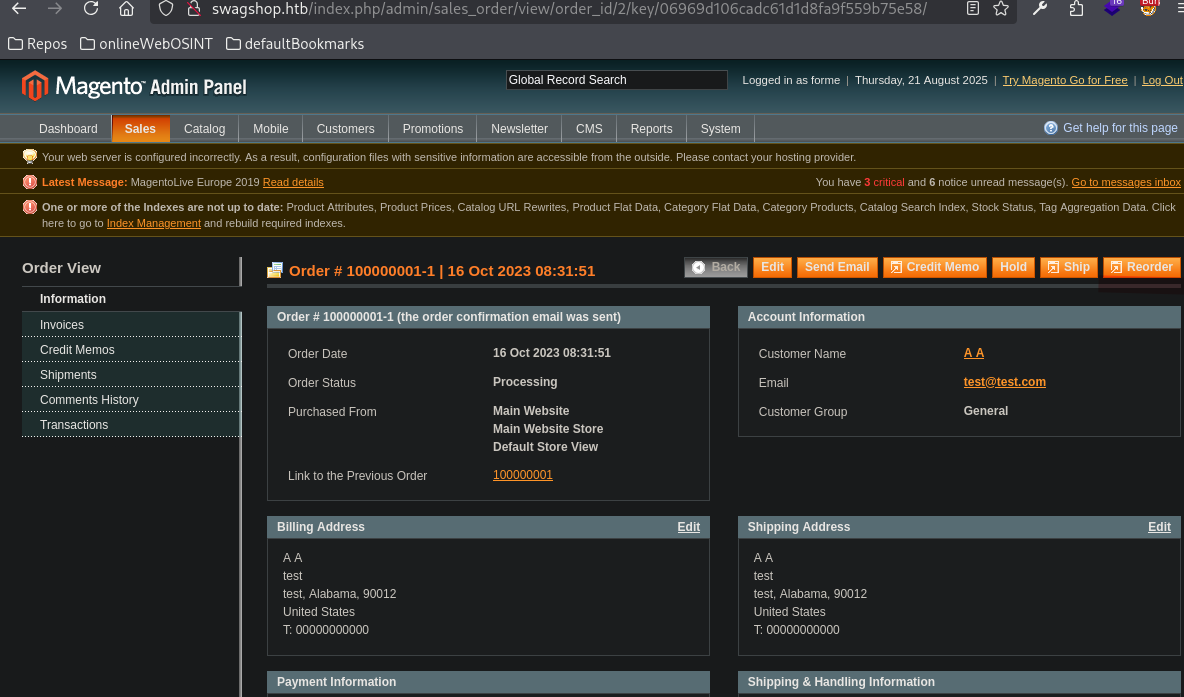 swagshop.htb/index.php/admin/sales_order/view/order_id/2/key/06969d106cadc61d1d8fa9f559b75e58/
Repos onlineWebOSINT defaultBookmarks
Magento Admin Panel
Global Record Search
Logged in as forme | Thursday, 21 August 2025 | Try Magento Go for Free | Log Out
Dashboard Sales Catalog Mobile Customers Promotions Newsletter CMS Reports System
Get help for this page
Your web server is configured incorrectly. As a result, configuration files with sensitive information are accessible from the outside. Please contact your hosting provider.
Latest Message: MagentoLive Europe 2019 Read details
You have 3 critical and 6 notice unread message(s). Go to messages inbox
One or more of the Indexes are not up to date: Product Attributes, Product Prices, Catalog URL Rewrites, Product Flat Data, Category Flat Data, Category Products, Catalog Search Index, Stock Status, Tag Aggregation Data. Click
here to go to Index Management and rebuild required indexes.
Order View
Information
Invoices
Credit Memos
Shipments
Comments History
Transactions
Order # 100000001-1 | 16 Oct 2023 08:31:51
Back Edit Send Email Credit Memo Hold Ship Reorder
Order # 100000001-1 (the order confirmation email was sent)
Order Date 16 Oct 2023 08:31:51
Order Status Processing
Purchased From Main Website
Main Website Store
Default Store View
Link to the Previous Order 100000001
Account Information
Customer Name A A
Email test@test.com
Customer Group General
Billing Address Edit
A A
test
test, Alabama, 90012
United States
T: 00000000000
Shipping Address Edit
A A
test
test, Alabama, 90012
United States
T: 00000000000
Payment Information
Shipping & Handling Information